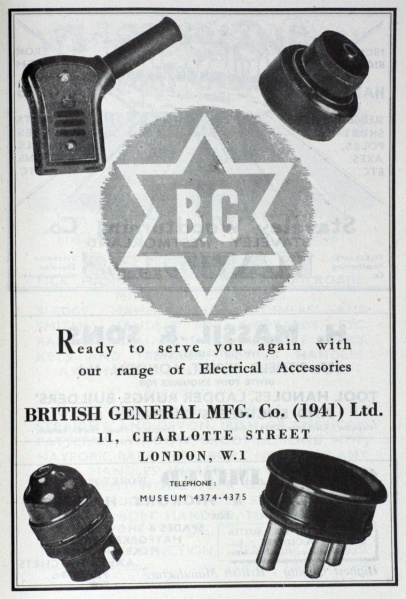 BG
Ready to serve you again with
our range of Electrical Accessories
BRITISH GENERAL MFG. Co. (1941) Ltd.
11, CHARLOTTE STREET
LONDON, W.1
TELEPHONE:
MUSEUM 4374-4375